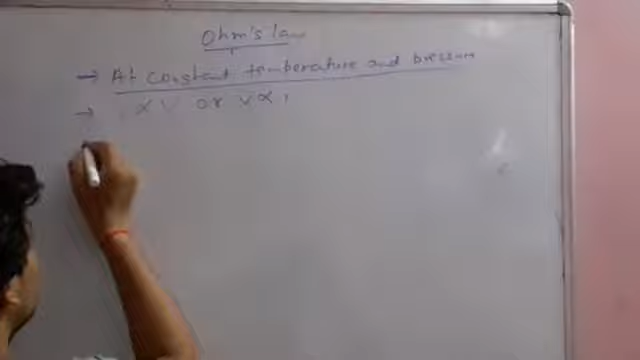 Ohm's law
→ At constant temperature and pressure
→ I ∝ V or V ∝ I